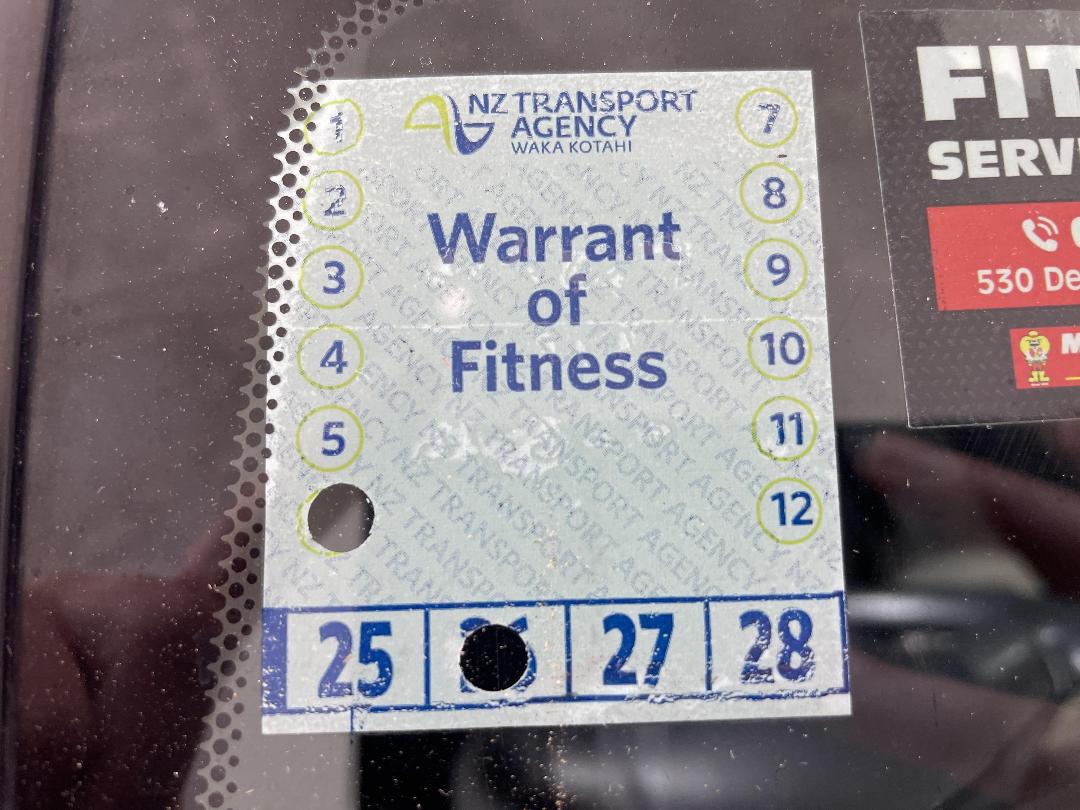 NZ TRANSPORT
AGENCY
WAKA KOTAHI
Warrant
of
Fitness
1
2
3
4
5
7
8
9
10
11
12
25
27
28
FIT
SERV
530 De
M